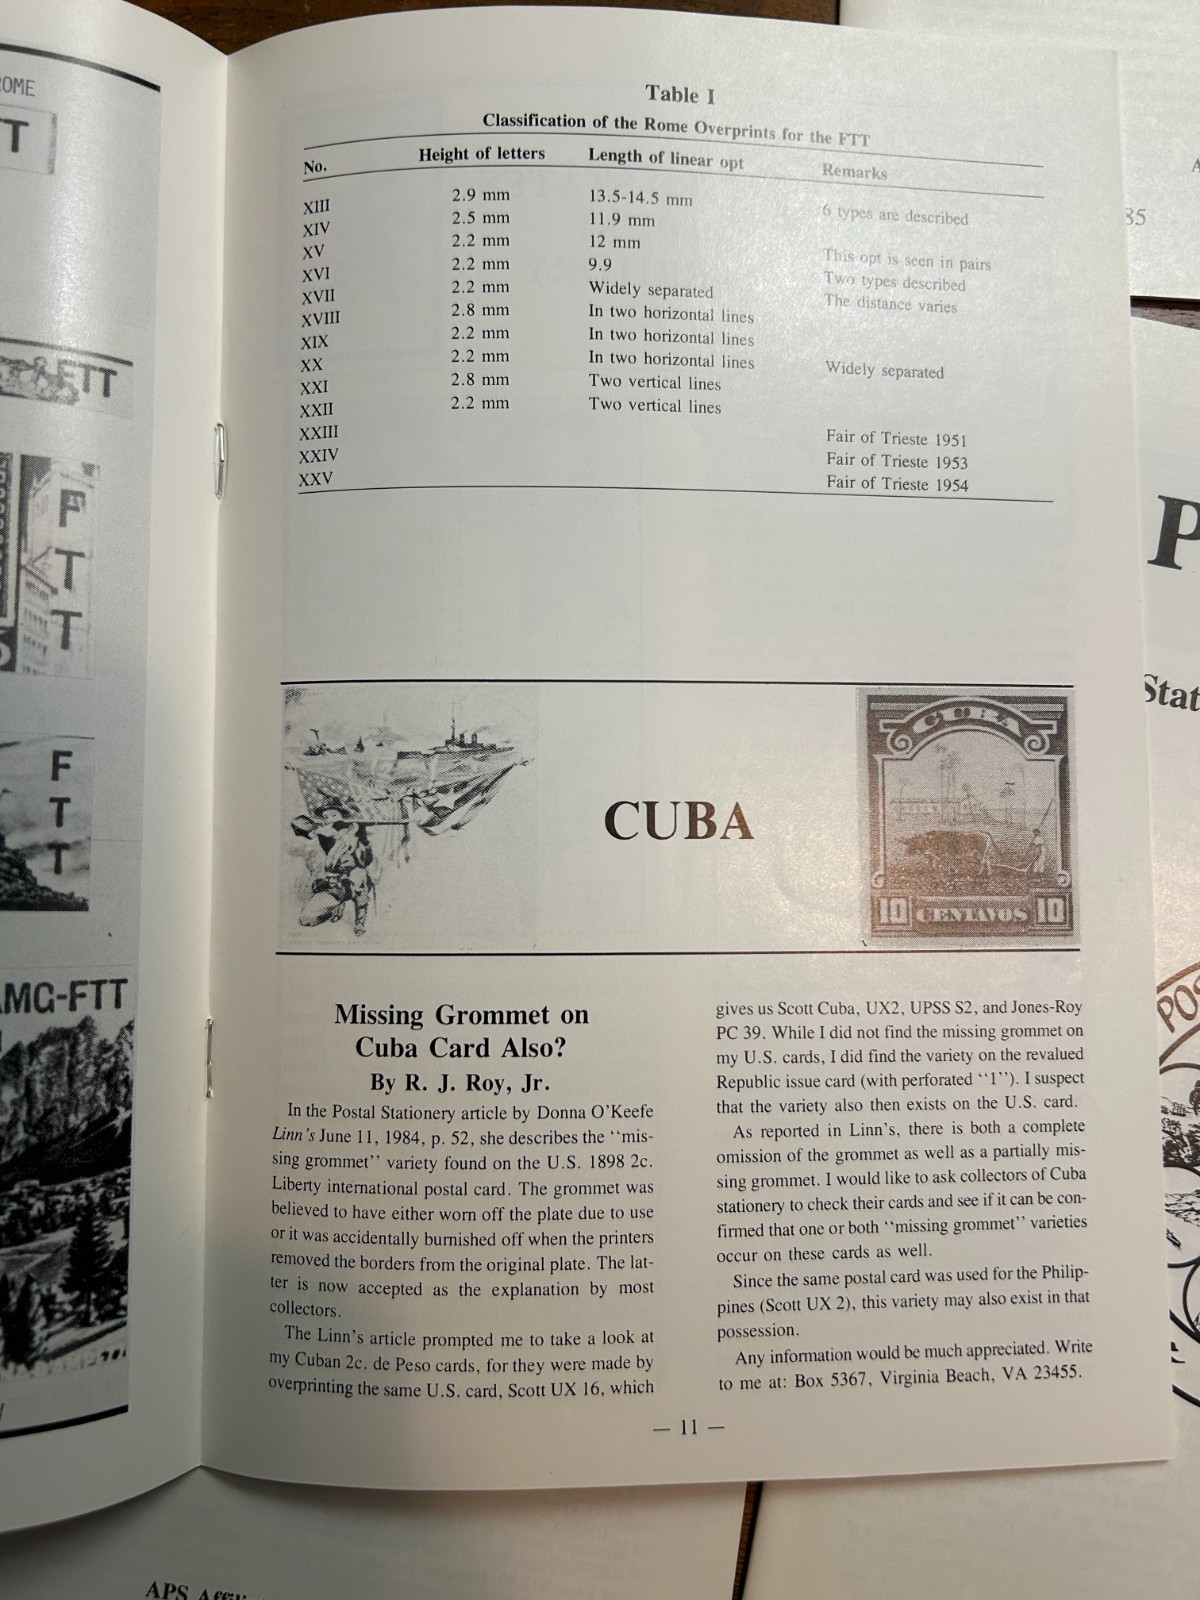 OME
T
FTT
F
T
T
F
T
T
MG-FTT
Table I
Classification of the Rome Overprints for the FTT
No. Height of letters Length of linear opt Remarks
XIII 2.9 mm 13.5-14.5 mm 6 types are described
XIV 2.5 mm 11.9 mm
XV 2.2 mm 12 mm This opt is seen in pairs
XVI 2.2 mm 9.9 Two types described
XVII 2.2 mm Widely separated The distance varies
XVIII 2.8 mm In two horizontal lines
XIX 2.2 mm In two horizontal lines
XX 2.2 mm In two horizontal lines Widely separated
XXI 2.8 mm Two vertical lines
XXII 2.2 mm Two vertical lines
XXIII Fair of Trieste 1951
XXIV Fair of Trieste 1953
XXV Fair of Trieste 1954
CUBA
CUBA
10 CENTAVOS 10
Missing Grommet on
Cuba Card Also?
By R. J. Roy, Jr.
In the Postal Stationery article by Donna O'Keefe
Linn's June 11, 1984, p. 52, she describes the "mis-
sing grommet" variety found on the U.S. 1898 2c.
Liberty international postal card. The grommet was
believed to have either worn off the plate due to use
or it was accidentally burnished off when the printers
removed the borders from the original plate. The lat-
ter is now accepted as the explanation by most
collectors.
The Linn's article prompted me to take a look at
my Cuban 2c. de Peso cards, for they were made by
overprinting the same U.S. card, Scott UX 16, which
gives us Scott Cuba, UX2, UPSS S2, and Jones-Roy
PC 39. While I did not find the missing grommet on
my U.S. cards, I did find the variety on the revalued
Republic issue card (with perforated "1"). I suspect
that the variety also then exists on the U.S. card.
As reported in Linn's, there is both a complete
omission of the grommet as well as a partially mis-
sing grommet. I would like to ask collectors of Cuba
stationery to check their cards and see if it can be con-
firmed that one or both "missing grommet" varieties
occur on these cards as well.
Since the same postal card was used for the Philip-
pines (Scott UX 2), this variety may also exist in that
possession.
Any information would be much appreciated. Write
to me at: Box 5367, Virginia Beach, VA 23455.
— 11 —
A
85
P
Stat
POS
APS